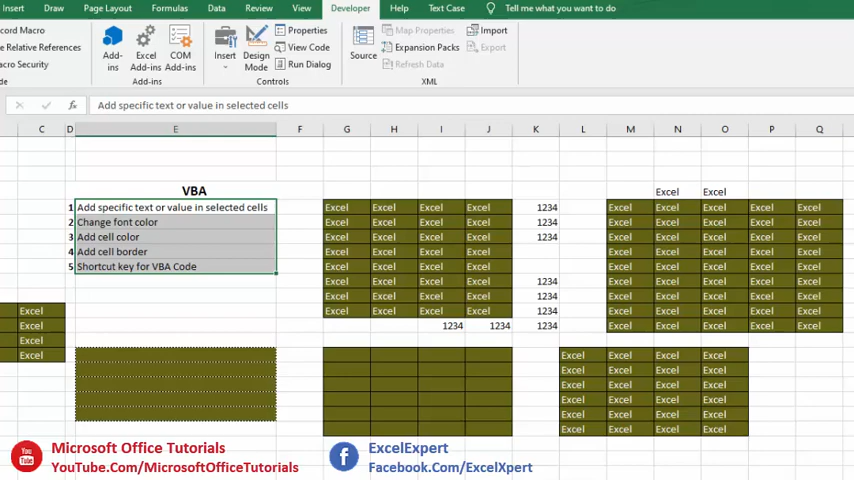 Insert Draw Page Layout Formulas Data Review View Developer Help Text Case Tell me what you want to do
cord Macro
e Relative References
acro Security
Add-ins
Excel Add-ins
COM Add-ins
Add-ins
Insert
Design Mode
Properties
View Code
Run Dialog
Controls
Source
Map Properties
Expansion Packs
Refresh Data
Import
Export
XML
fx Add specific text or value in selected cells
C D E F G H I J K L M N O P Q
VBA Excel Excel
1 Add specific text or value in selected cells Excel Excel Excel Excel 1234 Excel Excel Excel Excel Excel
2 Change font color Excel Excel Excel Excel 1234 Excel Excel Excel Excel Excel
3 Add cell color Excel Excel Excel Excel 1234 Excel Excel Excel Excel Excel
4 Add cell border Excel Excel Excel Excel Excel Excel Excel Excel Excel
5 Shortcut key for VBA Code Excel Excel Excel Excel Excel Excel Excel Excel Excel
Excel Excel Excel Excel 1234 Excel Excel Excel Excel Excel
Excel Excel Excel Excel 1234 Excel Excel Excel Excel Excel
Excel Excel Excel Excel Excel 1234 Excel Excel Excel Excel Excel
Excel 1234 1234 1234 Excel Excel Excel Excel Excel
Excel
Excel Excel Excel Excel Excel
Excel Excel Excel Excel
Excel Excel Excel Excel
Excel Excel Excel Excel
Excel Excel Excel Excel
Excel Excel Excel Excel
You Tube
Microsoft Office Tutorials
YouTube.Com/MicrosoftOfficeTutorials
f
ExcelExpert
Facebook.Com/ExcelXpert